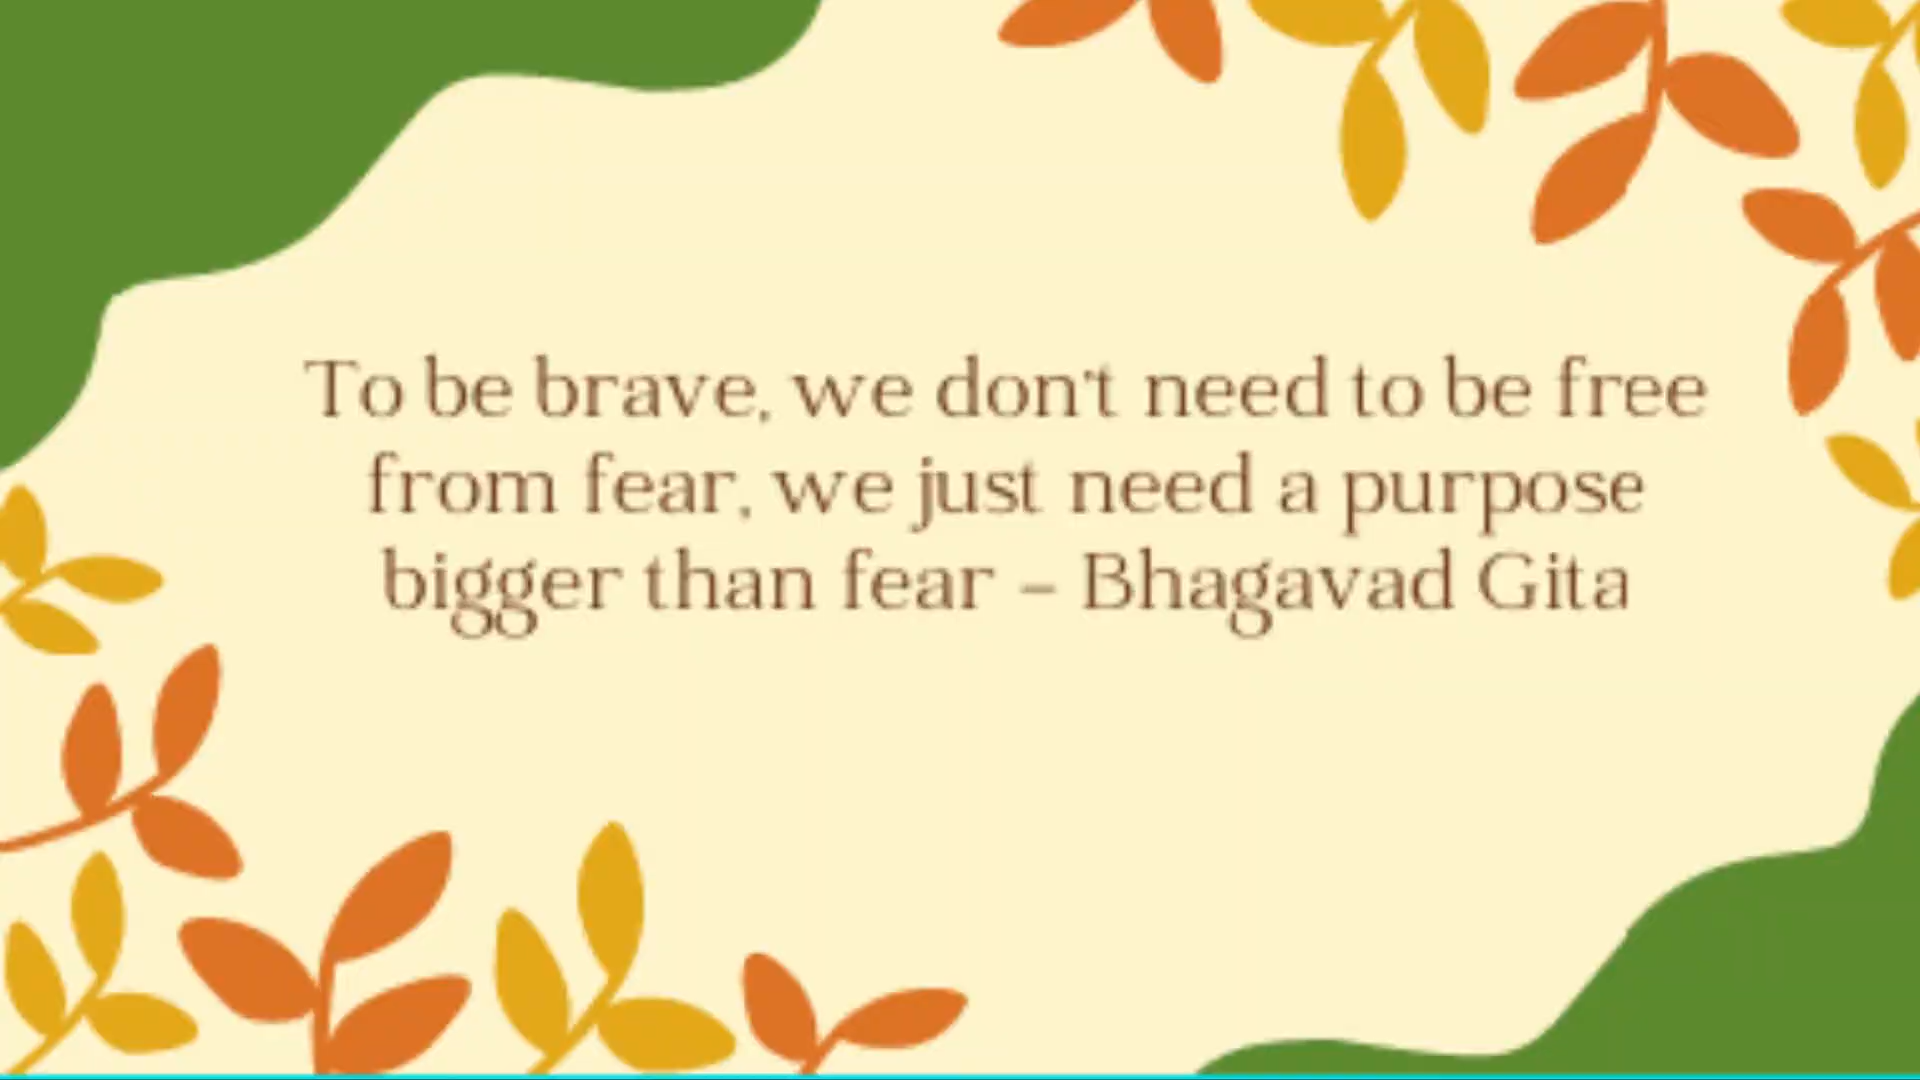 To be brave, we don't need to be free
from fear, we just need a purpose
bigger than fear – Bhagavad Gita